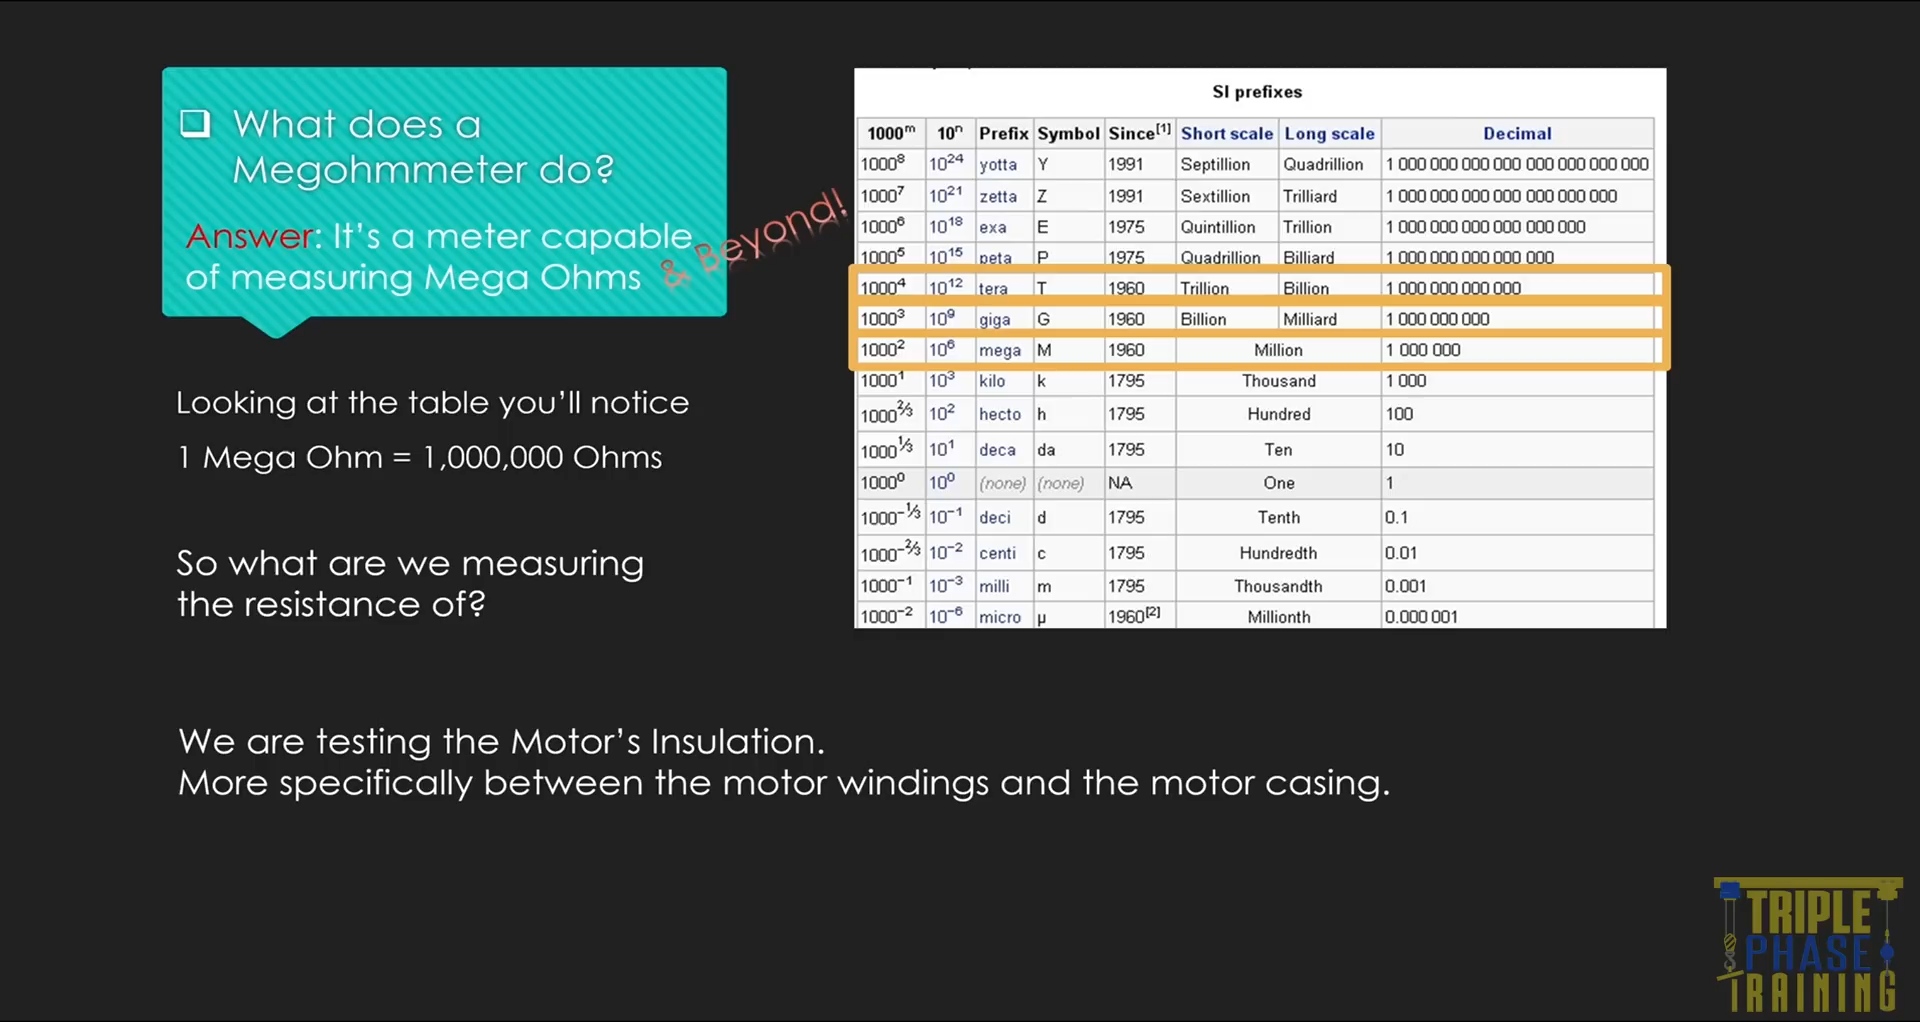 What does a
Megohmmeter do?
Answer: It's a meter capable
of measuring Mega Ohms
& Beyond!
Looking at the table you'll notice
1 Mega Ohm = 1,000,000 Ohms
So what are we measuring
the resistance of?
We are testing the Motor's Insulation.
More specifically between the motor windings and the motor casing.
SI prefixes
1000ᵐ 10ⁿ Prefix Symbol Since[1] Short scale Long scale Decimal
1000⁸ 10²⁴ yotta Y 1991 Septillion Quadrillion 1 000 000 000 000 000 000 000 000
1000⁷ 10²¹ zetta Z 1991 Sextillion Trilliard 1 000 000 000 000 000 000 000
1000⁶ 10¹⁸ exa E 1975 Quintillion Trillion 1 000 000 000 000 000 000
1000⁵ 10¹⁵ peta P 1975 Quadrillion Billiard 1 000 000 000 000 000
1000⁴ 10¹² tera T 1960 Trillion Billion 1 000 000 000 000
1000³ 10⁹ giga G 1960 Billion Milliard 1 000 000 000
1000² 10⁶ mega M 1960 Million 1 000 000
1000¹ 10³ kilo k 1795 Thousand 1 000
1000^⅔ 10² hecto h 1795 Hundred 100
1000^⅓ 10¹ deca da 1795 Ten 10
1000⁰ 10⁰ (none) (none) NA One 1
1000^−⅓ 10⁻¹ deci d 1795 Tenth 0.1
1000^−⅔ 10⁻² centi c 1795 Hundredth 0.01
1000⁻¹ 10⁻³ milli m 1795 Thousandth 0.001
1000⁻² 10⁻⁶ micro µ 1960[2] Millionth 0.000 001
TRIPLE
PHASE
TRAINING